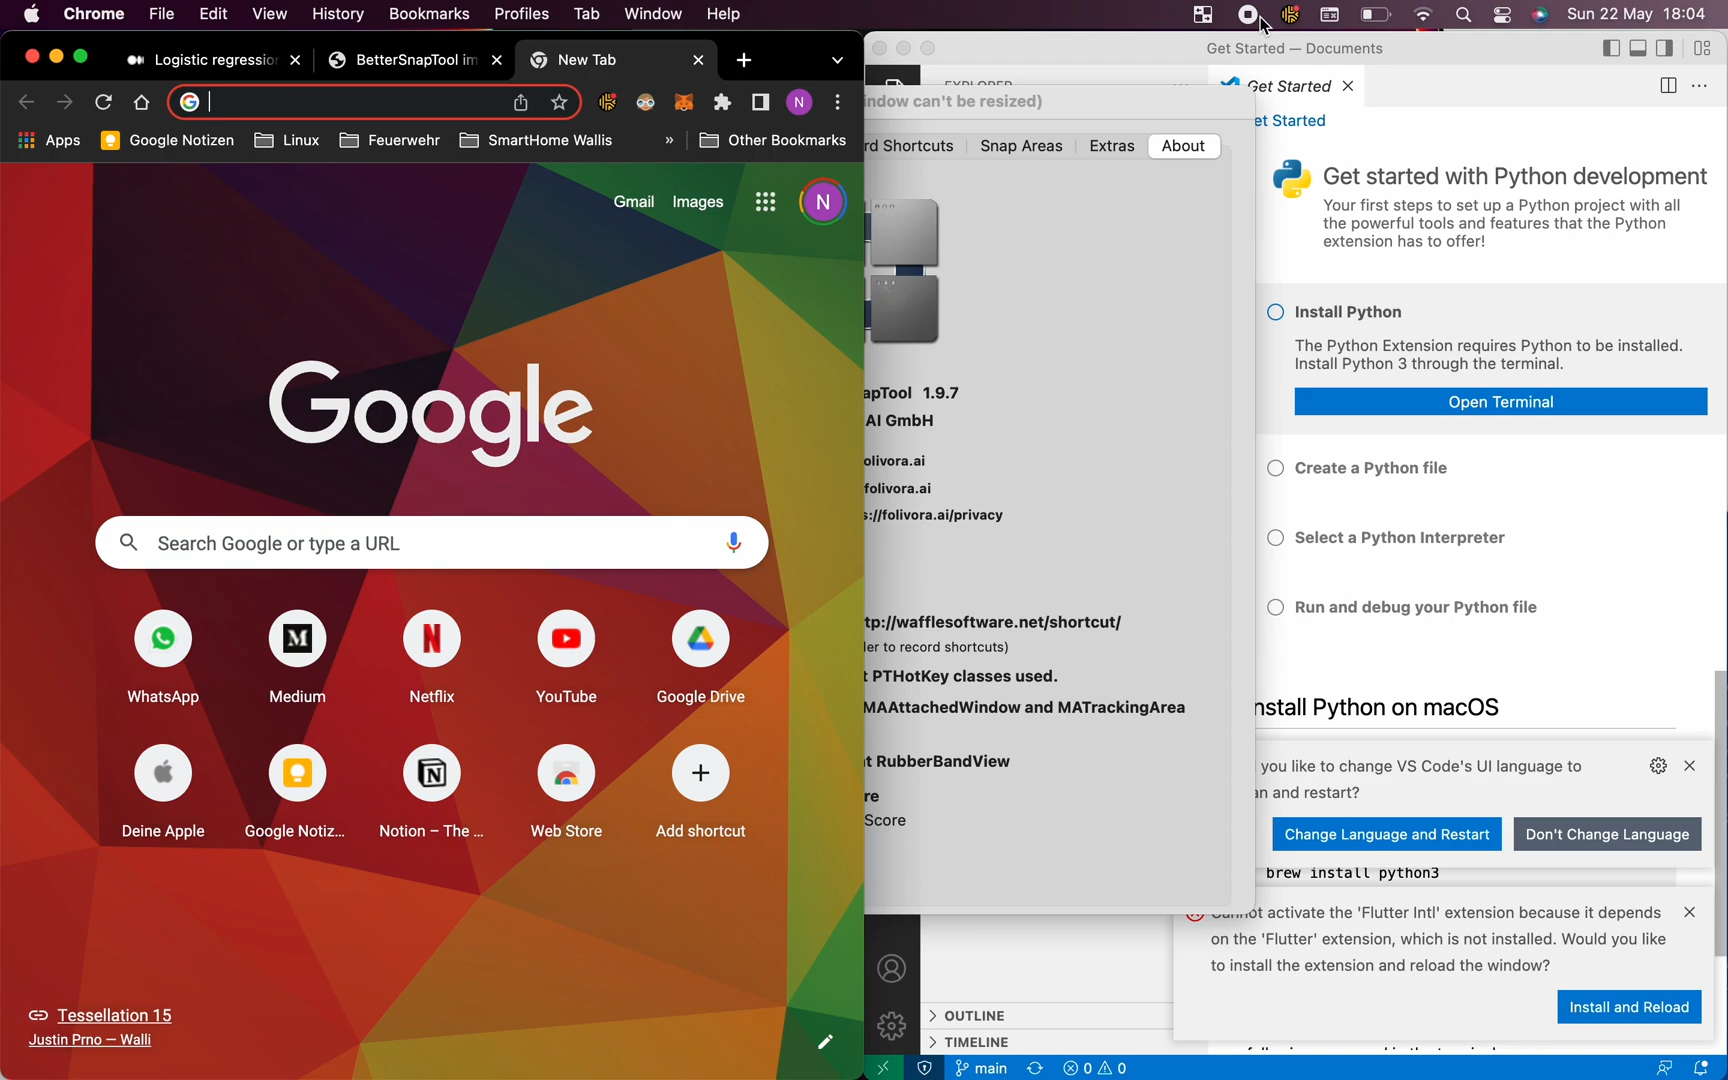 Chrome File Edit View History Bookmarks Profiles Tab Window Help
Sun 22 May 18:04
Logistic regression
BetterSnapTool im
New Tab
Apps
Google Notizen
Linux
Feuerwehr
SmartHome Wallis
»
Other Bookmarks
N
Gmail
Images
N
Google
Search Google or type a URL
WhatsApp
Medium
Netflix
YouTube
Google Drive
Deine Apple
Google Notiz...
Notion – The ...
Web Store
Add shortcut
Tessellation 15
Justin Prno — Walli
indow can't be resized)
rd Shortcuts
Snap Areas
Extras
About
apTool 1.9.7
AI GmbH
olivora.ai
folivora.ai
s://folivora.ai/privacy
tp://wafflesoftware.net/shortcut/
er to record shortcuts)
t PTHotKey classes used.
MAAttachedWindow and MATrackingArea
t RubberBandView
re
Score
Get Started — Documents
EXPLORER
Get Started
et Started
Get started with Python development
Your first steps to set up a Python project with all
the powerful tools and features that the Python
extension has to offer!
Install Python
The Python Extension requires Python to be installed.
Install Python 3 through the terminal.
Open Terminal
Create a Python file
Select a Python Interpreter
Run and debug your Python file
nstall Python on macOS
you like to change VS Code's UI language to
an and restart?
Change Language and Restart
Don't Change Language
brew install python3
Cannot activate the 'Flutter Intl' extension because it depends
on the 'Flutter' extension, which is not installed. Would you like
to install the extension and reload the window?
Install and Reload
OUTLINE
TIMELINE
main
0
0